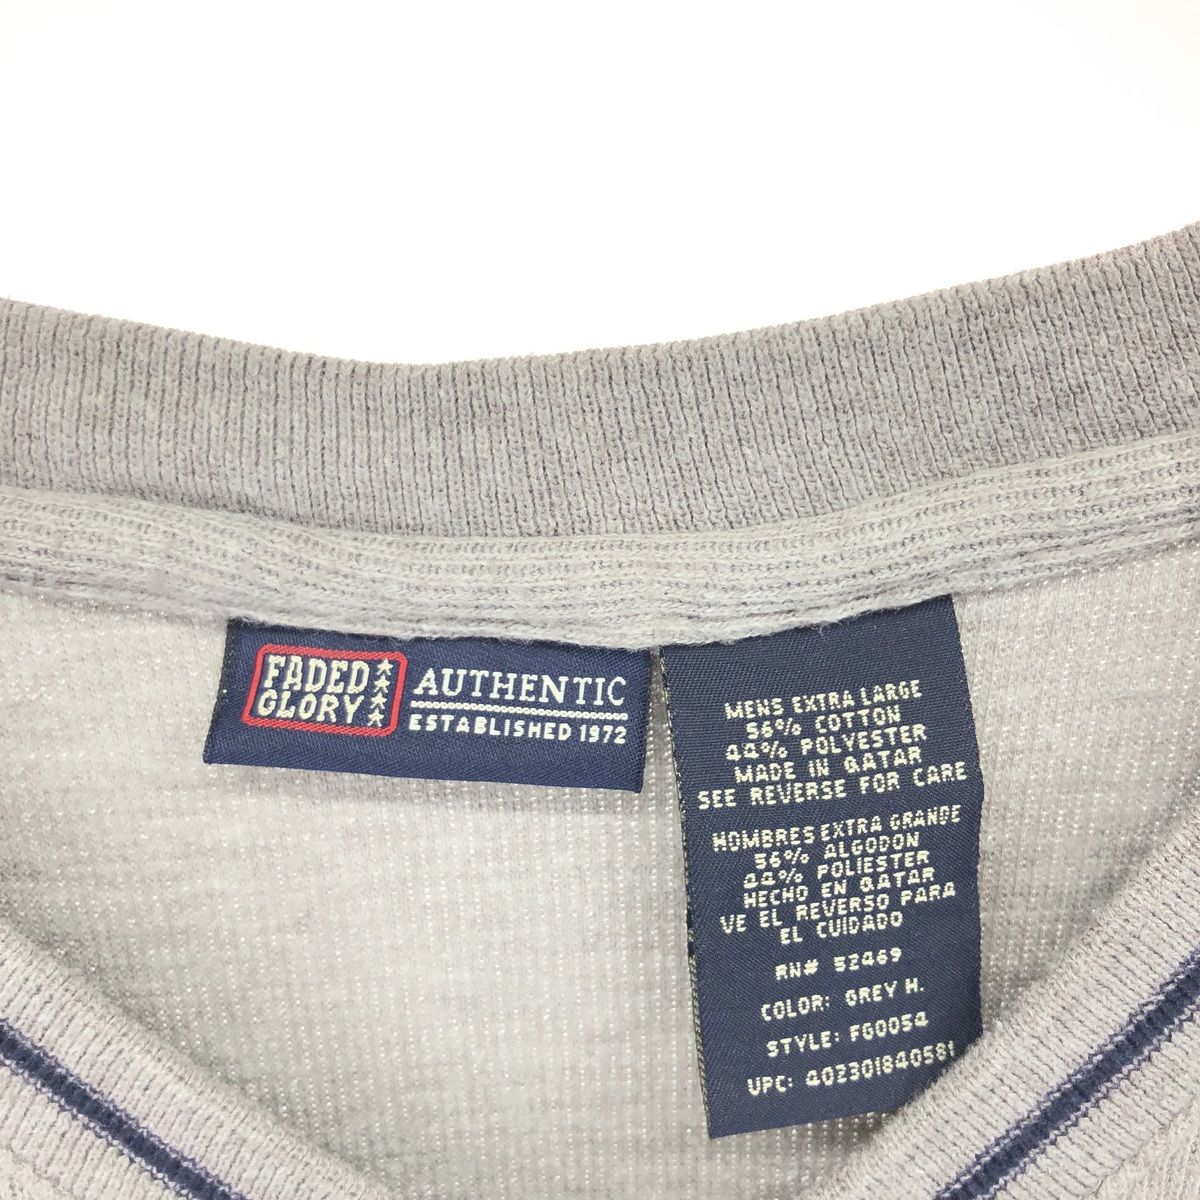 FADED
GLORY
AUTHENTIC
ESTABLISHED 1972
MENS EXTRA LARGE
56% COTTON
44% POLYESTER
MADE IN QATAR
SEE REVERSE FOR CARE
HOMBRES EXTRA GRANDE
56% ALGODON
44% POLIESTER
HECHO EN QATAR
VE EL REVERSO PARA
EL CUIDADO
RN# 52469
COLOR: GREY H.
STYLE: FG0054
UPC: 402301840581